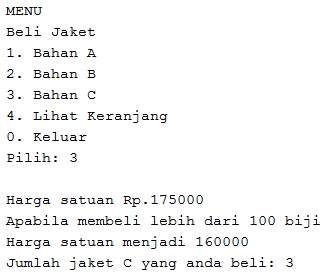 MENU
Beli Jaket
1. Bahan A
2. Bahan B
3. Bahan C
4. Lihat Keranjang
0. Keluar
Pilih: 3
Harga satuan Rp.175000
Apabila membeli lebih dari 100 biji
Harga satuan menjadi 160000
Jumlah jaket C yang anda beli: 3